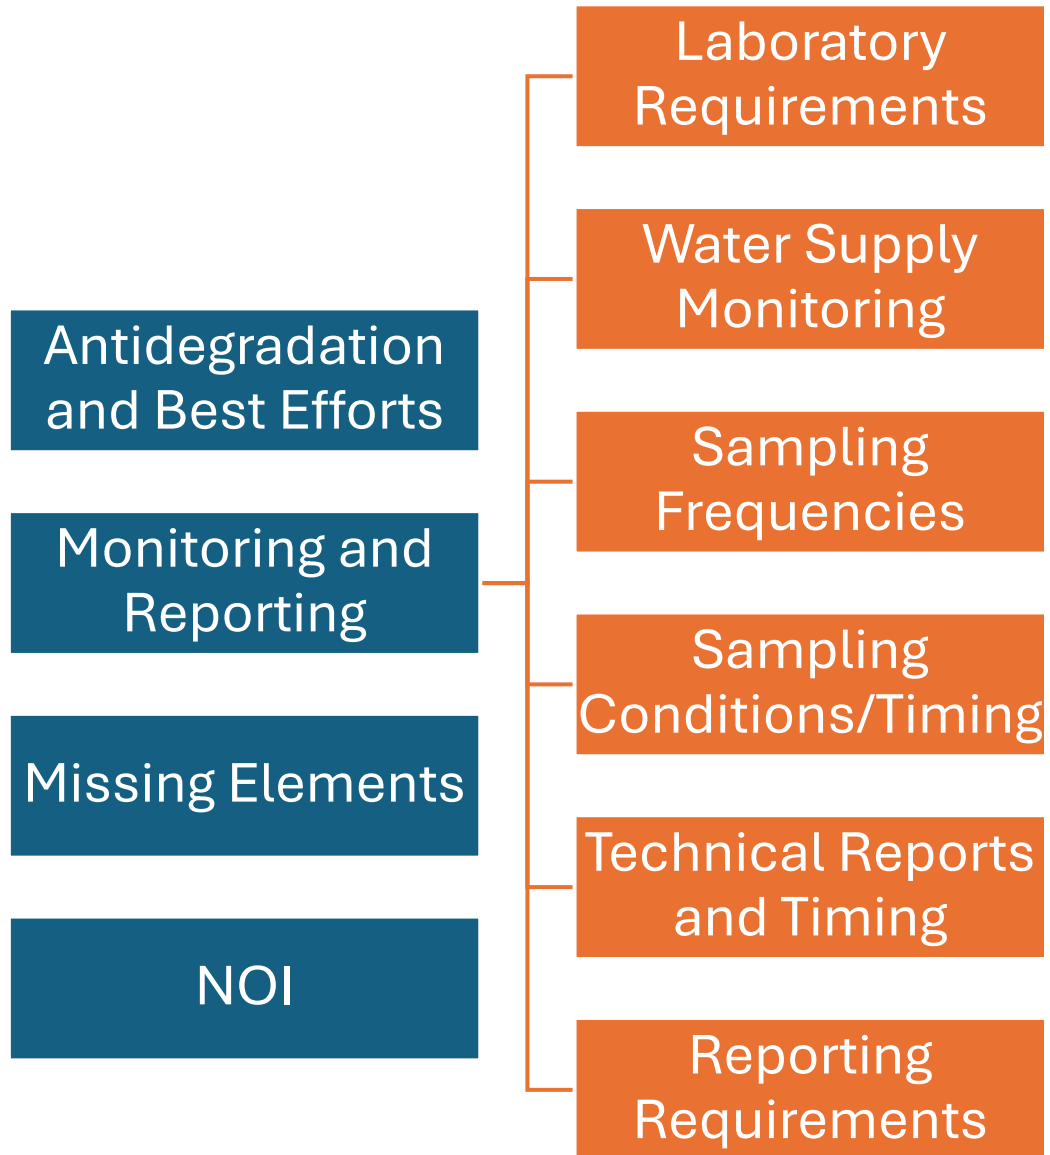 Antidegradation
and Best Efforts
Monitoring and
Reporting
Missing Elements
NOI
Laboratory
Requirements
Water Supply
Monitoring
Sampling
Frequencies
Sampling
Conditions/Timing
Technical Reports
and Timing
Reporting
Requirements